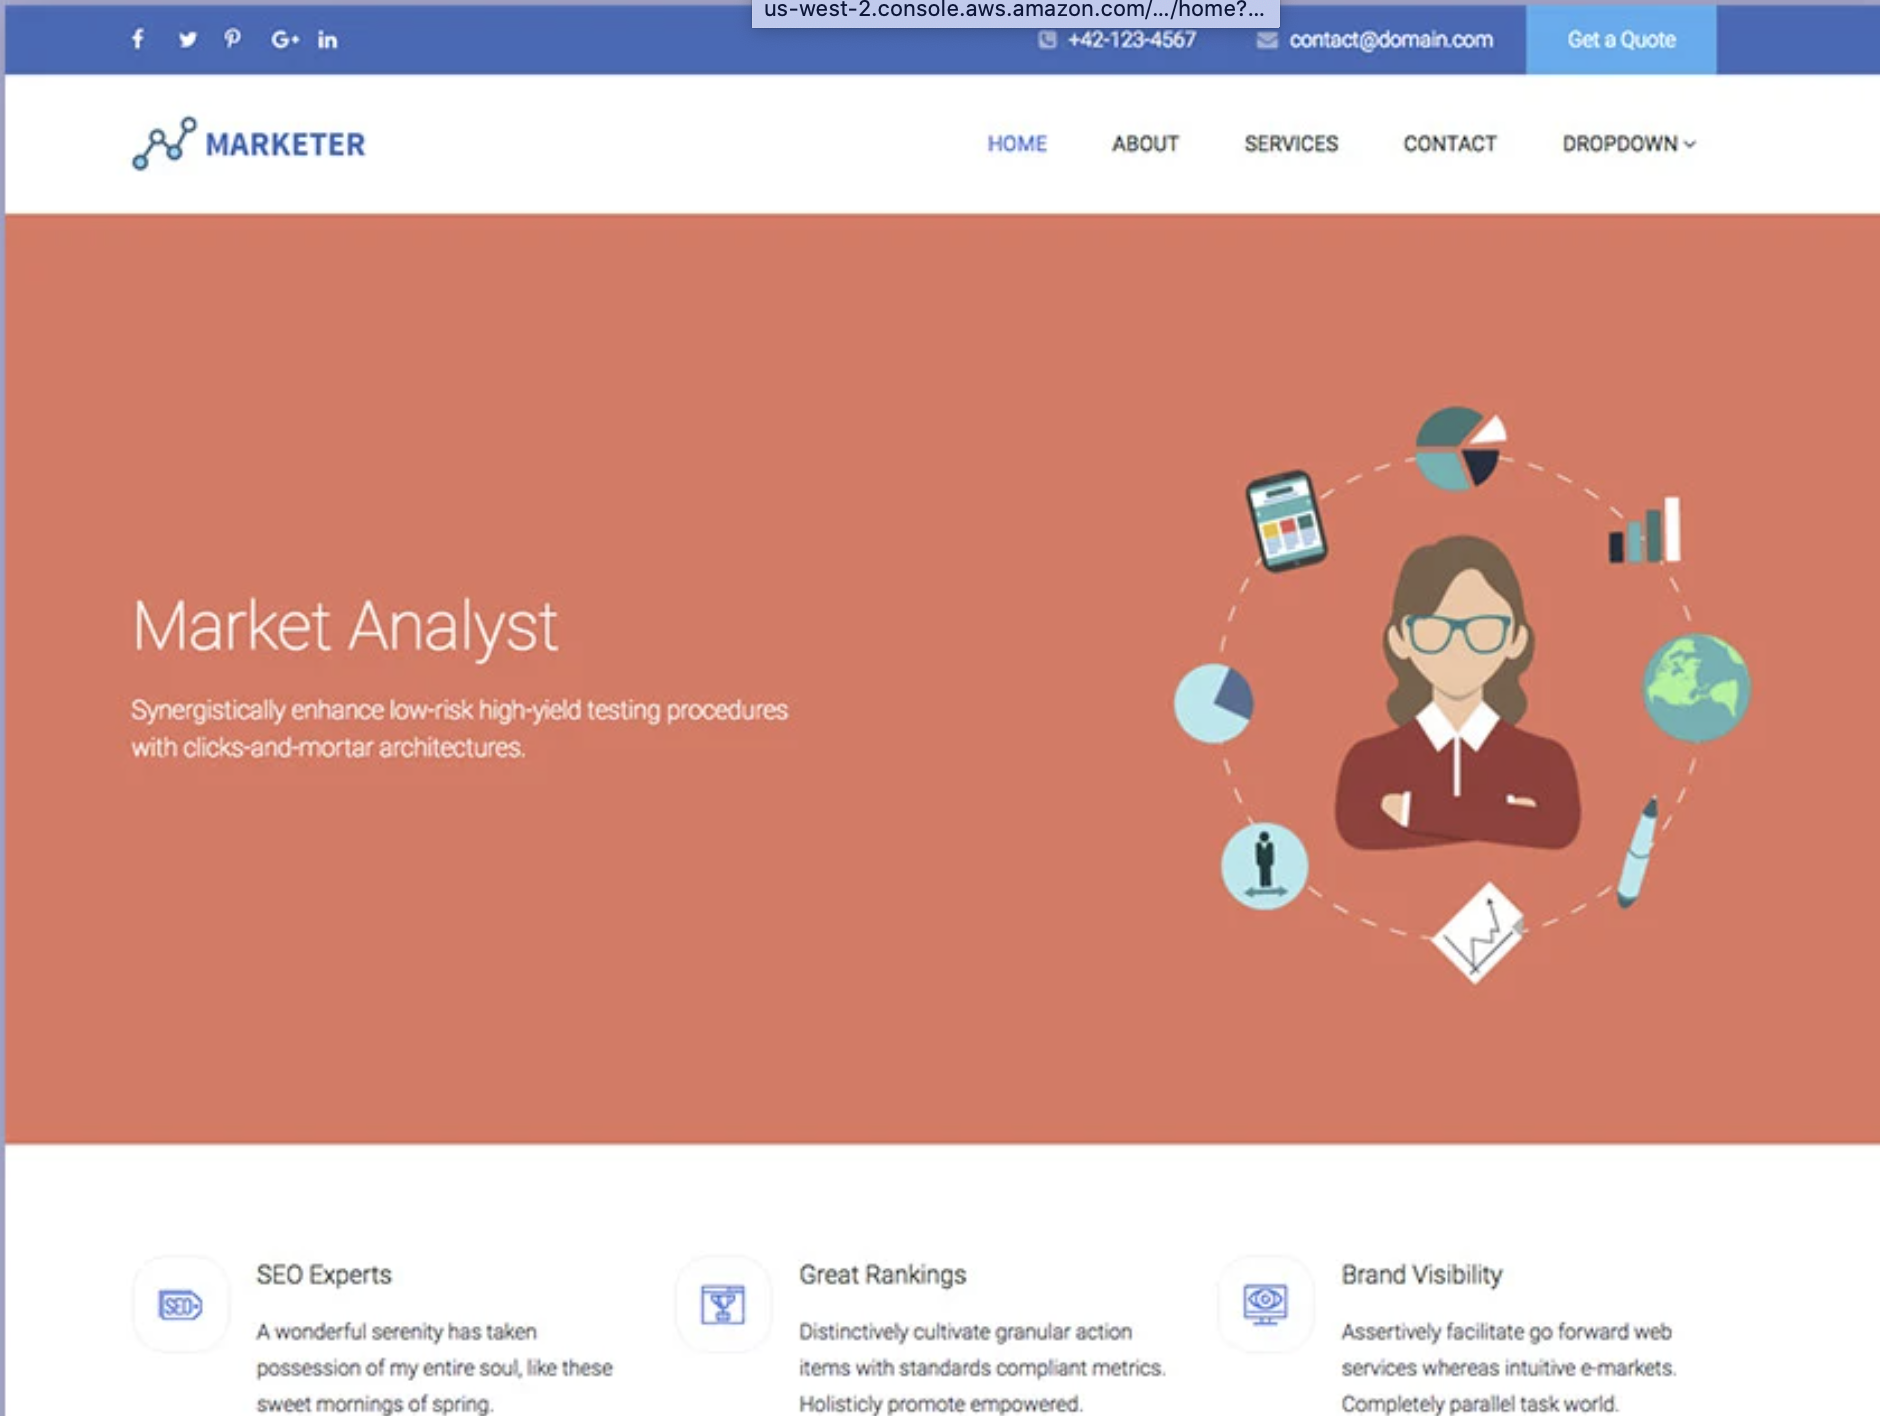 us-west-2.console.aws.amazon.com/.../home?...
+42-123-4567
contact@domain.com
Get a Quote
MARKETER
HOME
ABOUT
SERVICES
CONTACT
DROPDOWN
Market Analyst
Synergistically enhance low-risk high-yield testing procedures
with clicks-and-mortar architectures.
SEO
SEO Experts
A wonderful serenity has taken
possession of my entire soul, like these
sweet mornings of spring.
Great Rankings
Distinctively cultivate granular action
items with standards compliant metrics.
Holisticly promote empowered.
Brand Visibility
Assertively facilitate go forward web
services whereas intuitive e-markets.
Completely parallel task world.